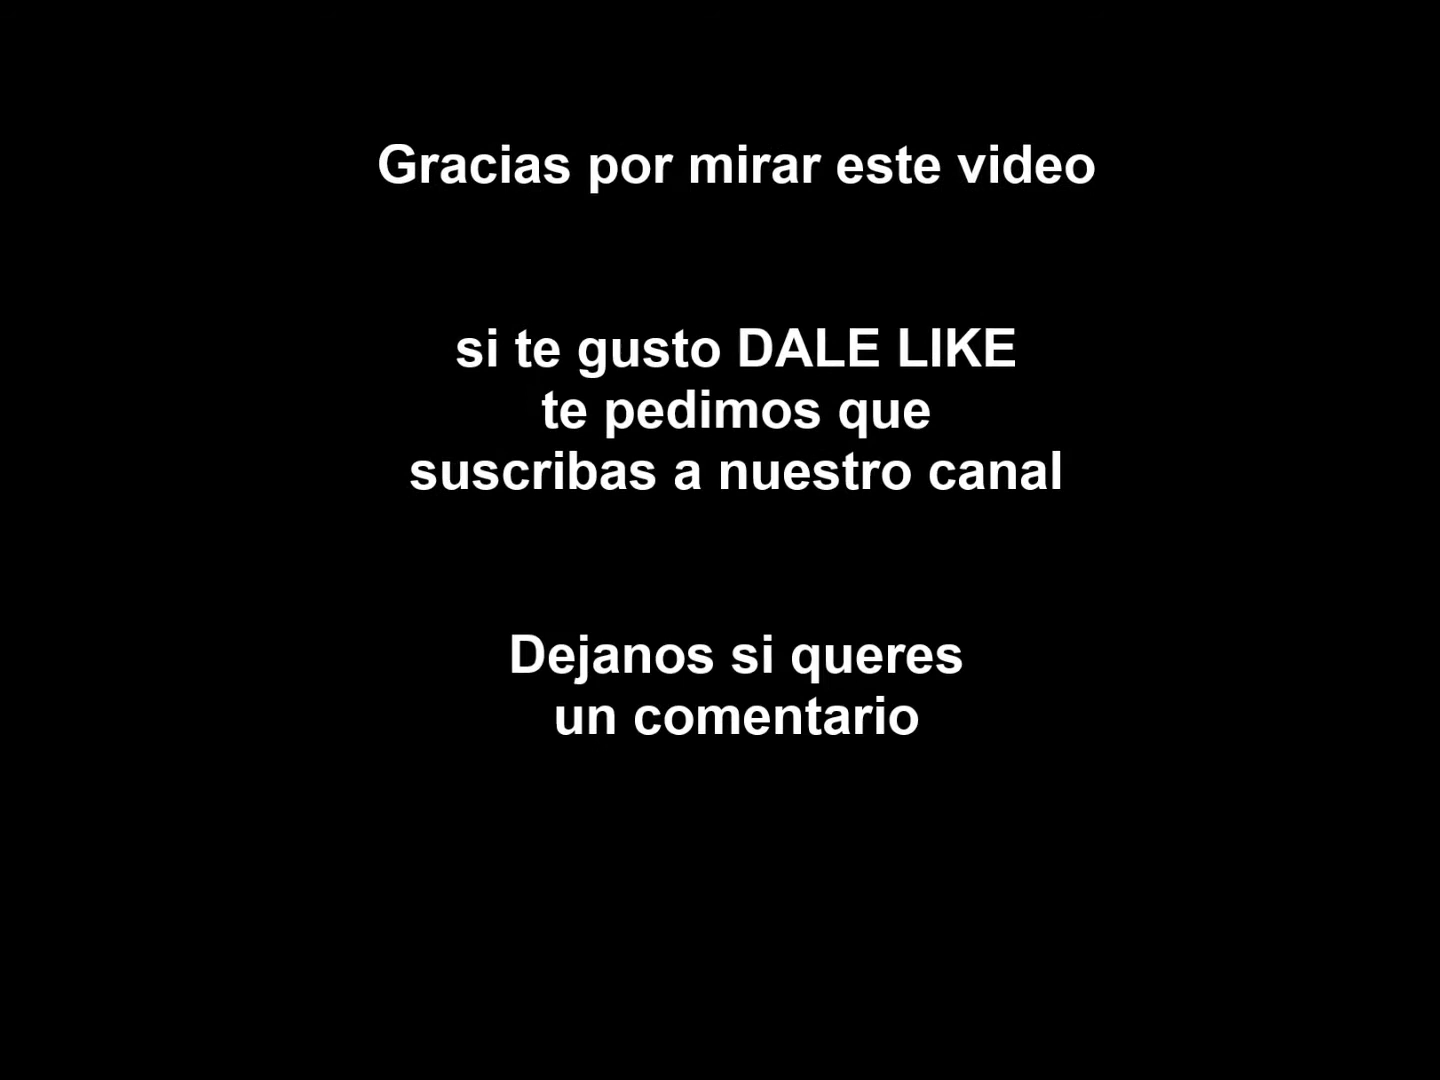 Gracias por mirar este video
si te gusto DALE LIKE
te pedimos que
suscribas a nuestro canal
Dejanos si queres
un comentario